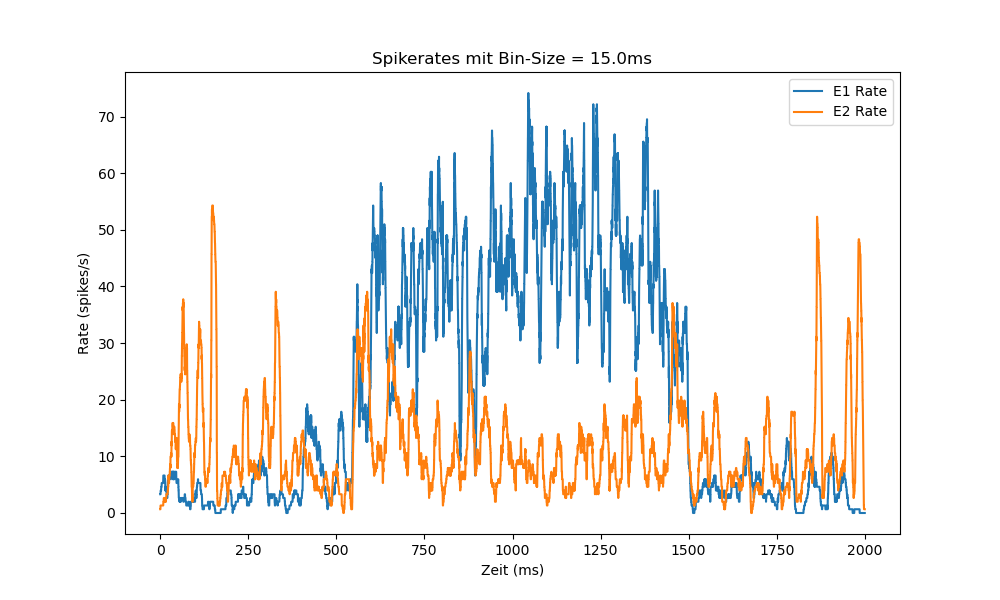 Spikerates mit Bin-Size = 15.0ms
E1 Rate
E2 Rate
Rate (spikes/s)
70
60
50
40
30
20
10
0
0 250 500 750 1000 1250 1500 1750 2000
Zeit (ms)